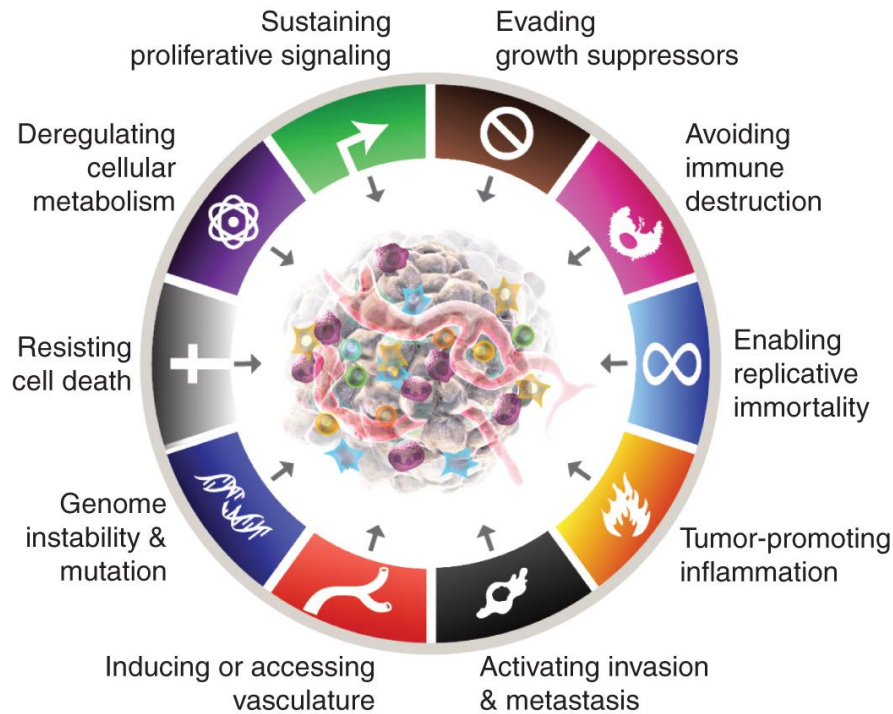 Sustaining
proliferative signaling
Evading
growth suppressors
Deregulating
cellular
metabolism
Avoiding
immune
destruction
Resisting
cell death
Enabling
replicative
immortality
Genome
instability &
mutation
Tumor-promoting
inflammation
Inducing or accessing
vasculature
Activating invasion
& metastasis